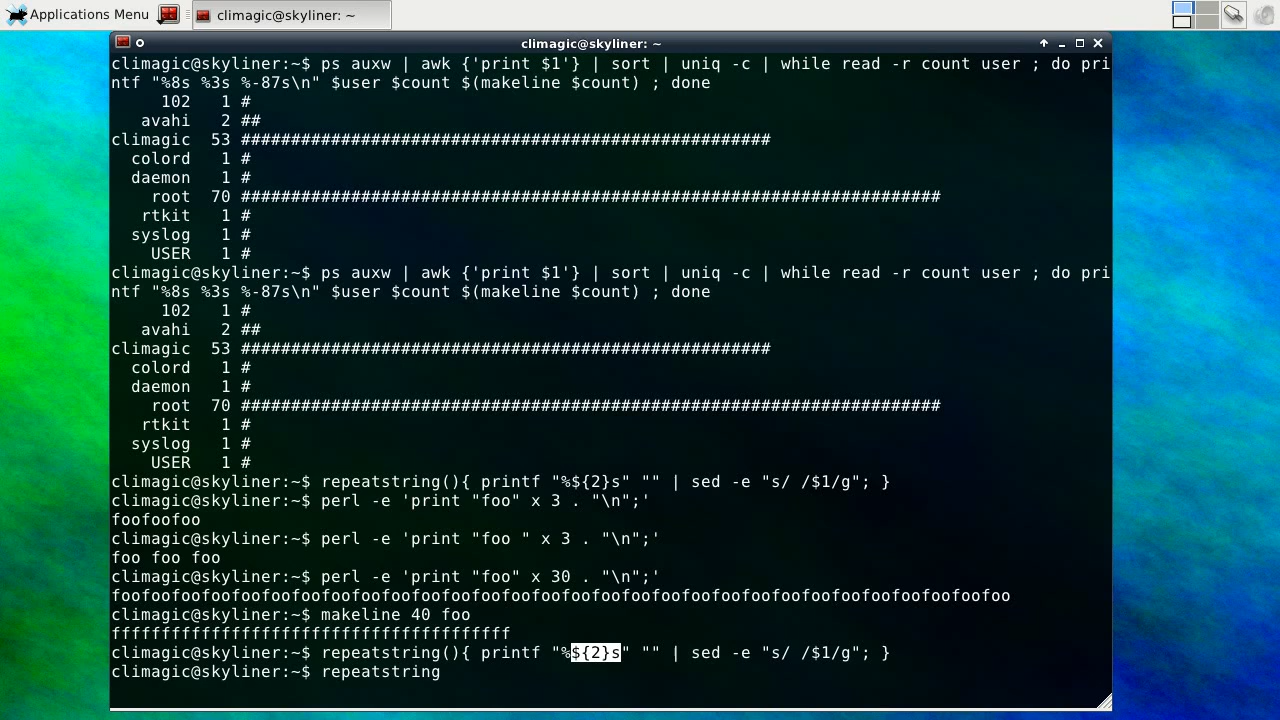 Applications Menu
climagic@skyliner: ~
climagic@skyliner: ~
climagic@skyliner:~$ ps auxw | awk {'print $1'} | sort | uniq -c | while read -r count user ; do pri
ntf "%8s %3s %-87s\n" $user $count $(makeline $count) ; done
102 1 #
avahi 2 ##
climagic 53 #####################################################
colord 1 #
daemon 1 #
root 70 ######################################################################
rtkit 1 #
syslog 1 #
USER 1 #
climagic@skyliner:~$ ps auxw | awk {'print $1'} | sort | uniq -c | while read -r count user ; do pri
ntf "%8s %3s %-87s\n" $user $count $(makeline $count) ; done
102 1 #
avahi 2 ##
climagic 53 #####################################################
colord 1 #
daemon 1 #
root 70 ######################################################################
rtkit 1 #
syslog 1 #
USER 1 #
climagic@skyliner:~$ repeatstring(){ printf "%${2}s" "" | sed -e "s/ /$1/g"; }
climagic@skyliner:~$ perl -e 'print "foo" x 3 . "\n";'
foofoofoo
climagic@skyliner:~$ perl -e 'print "foo " x 3 . "\n";'
foo foo foo
climagic@skyliner:~$ perl -e 'print "foo" x 30 . "\n";'
foofoofoofoofoofoofoofoofoofoofoofoofoofoofoofoofoofoofoofoofoofoofoofoofoofoofoofoofoofoo
climagic@skyliner:~$ makeline 40 foo
ffffffffffffffffffffffffffffffffffffffff
climagic@skyliner:~$ repeatstring(){ printf "%${2}s" "" | sed -e "s/ /$1/g"; }
climagic@skyliner:~$ repeatstring